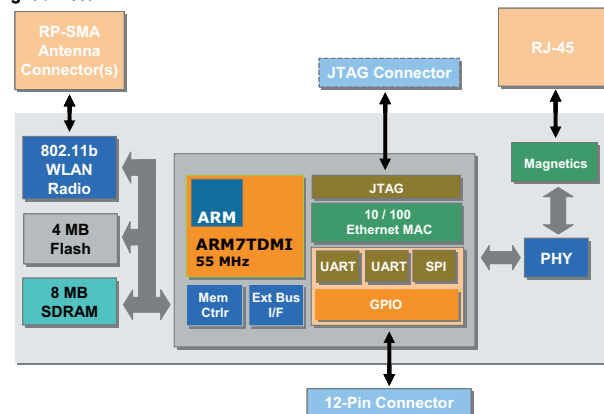 RP-SMA
Antenna
Connector(s)
RJ-45
JTAG Connector
802.11b
WLAN
Radio
4 MB
Flash
8 MB
SDRAM
ARM
ARM7TDMI
55 MHz
Mem
Ctrlr
Ext Bus
I/F
JTAG
10 / 100
Ethernet MAC
UART
UART
SPI
GPIO
Magnetics
PHY
12-Pin Connector